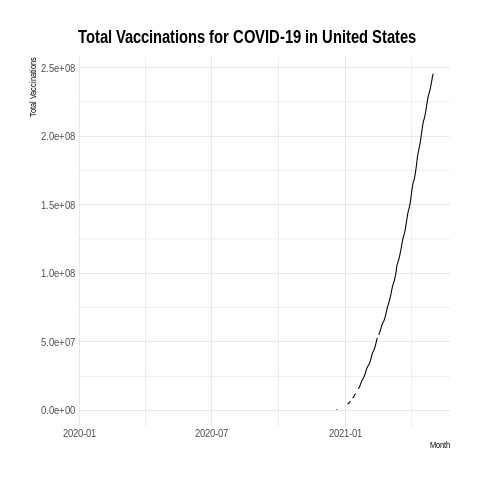 Total Vaccinations for COVID-19 in United States
Total Vaccinations
2.5e+08
2.0e+08
1.5e+08
1.0e+08
5.0e+07
0.0e+00
2020-01
2020-07
2021-01
Month